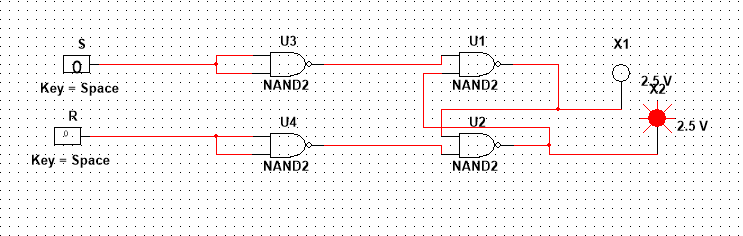 S
0
Key = Space
U3
NAND2
U1
NAND2
X1
2.5 V
X2
2.5 V
R
0
Key = Space
U4
NAND2
U2
NAND2